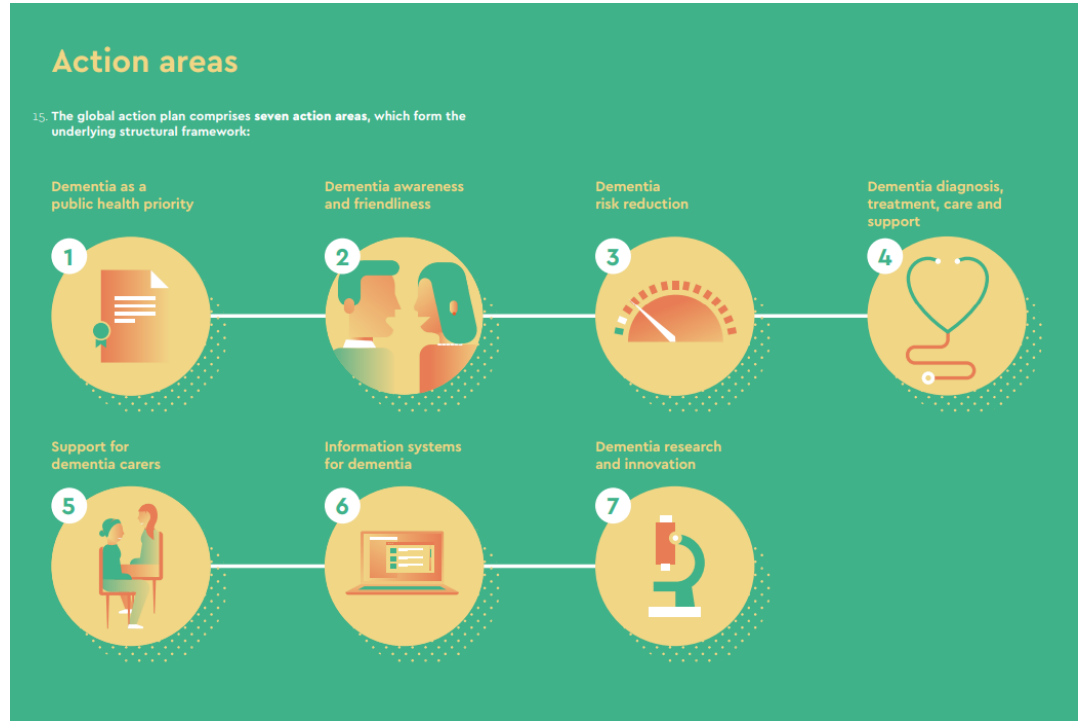 Action areas
15. The global action plan comprises seven action areas, which form the
underlying structural framework:
Dementia as a
public health priority
1
Dementia awareness
and friendliness
2
Dementia
risk reduction
3
Dementia diagnosis,
treatment, care and
support
4
Support for
dementia carers
5
Information systems
for dementia
6
Dementia research
and innovation
7